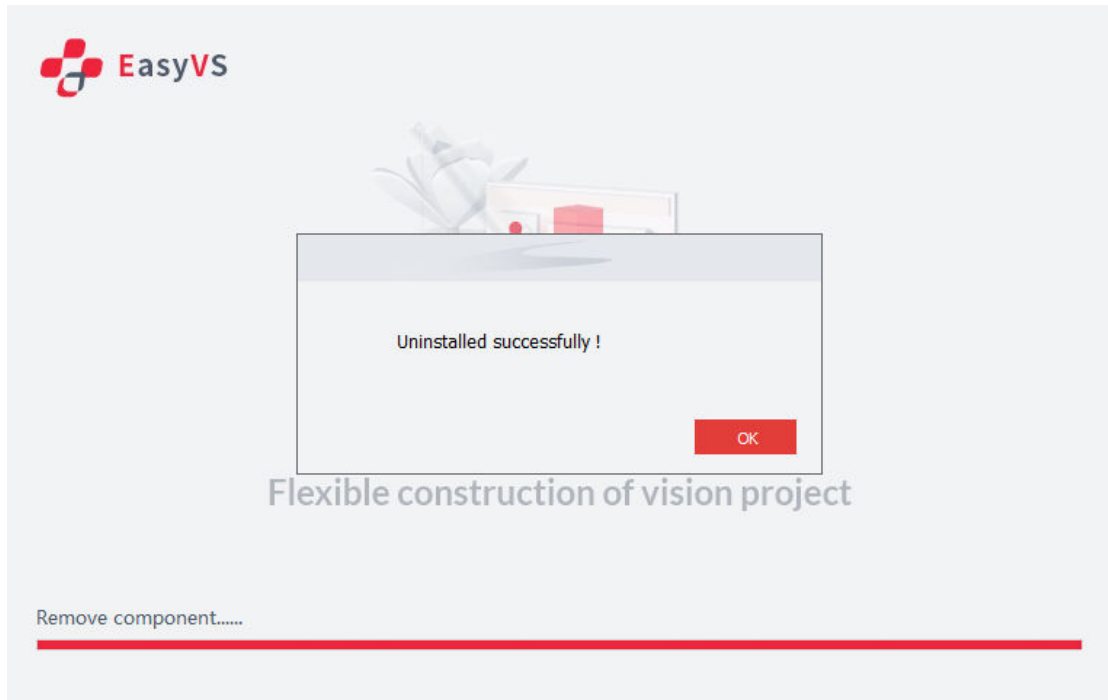 EasyVS
Uninstalled successfully !
OK
Flexible construction of vision project
Remove component......